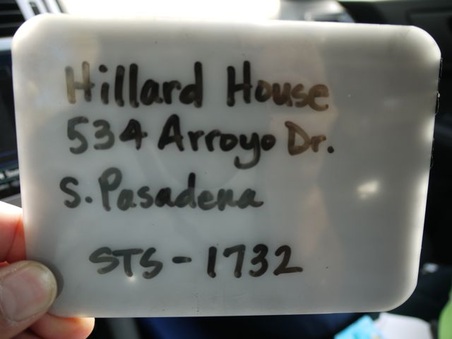 Hillard House
534 Arroyo Dr.
S. Pasadena
STS-1732